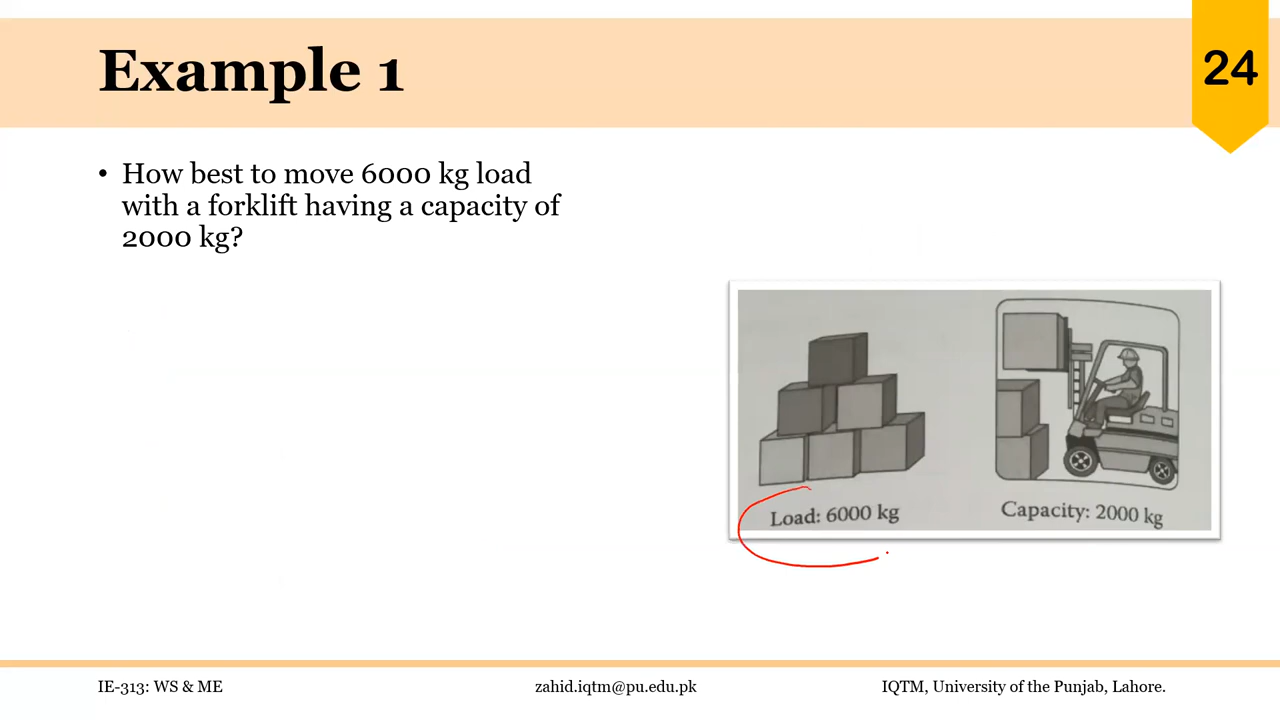 Example 1
24
• How best to move 6000 kg load
with a forklift having a capacity of
2000 kg?
Load: 6000 kg
Capacity: 2000 kg
IE-313: WS & ME
zahid.iqtm@pu.edu.pk
IQTM, University of the Punjab, Lahore.